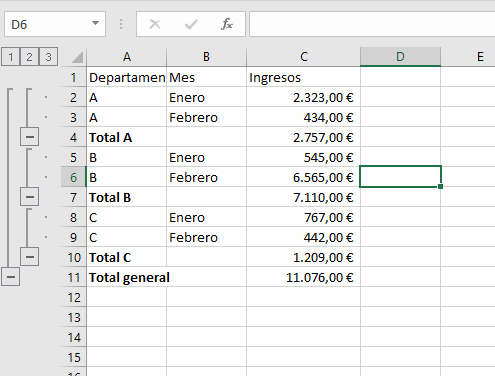 D6 fx
1 2 3 A B C D E
1 Departamen Mes Ingresos
2 A Enero 2.323,00 €
3 A Febrero 434,00 €
4 Total A 2.757,00 €
5 B Enero 545,00 €
6 B Febrero 6.565,00 €
7 Total B 7.110,00 €
8 C Enero 767,00 €
9 C Febrero 442,00 €
10 Total C 1.209,00 €
11 Total general 11.076,00 €
12
13
14
15
16